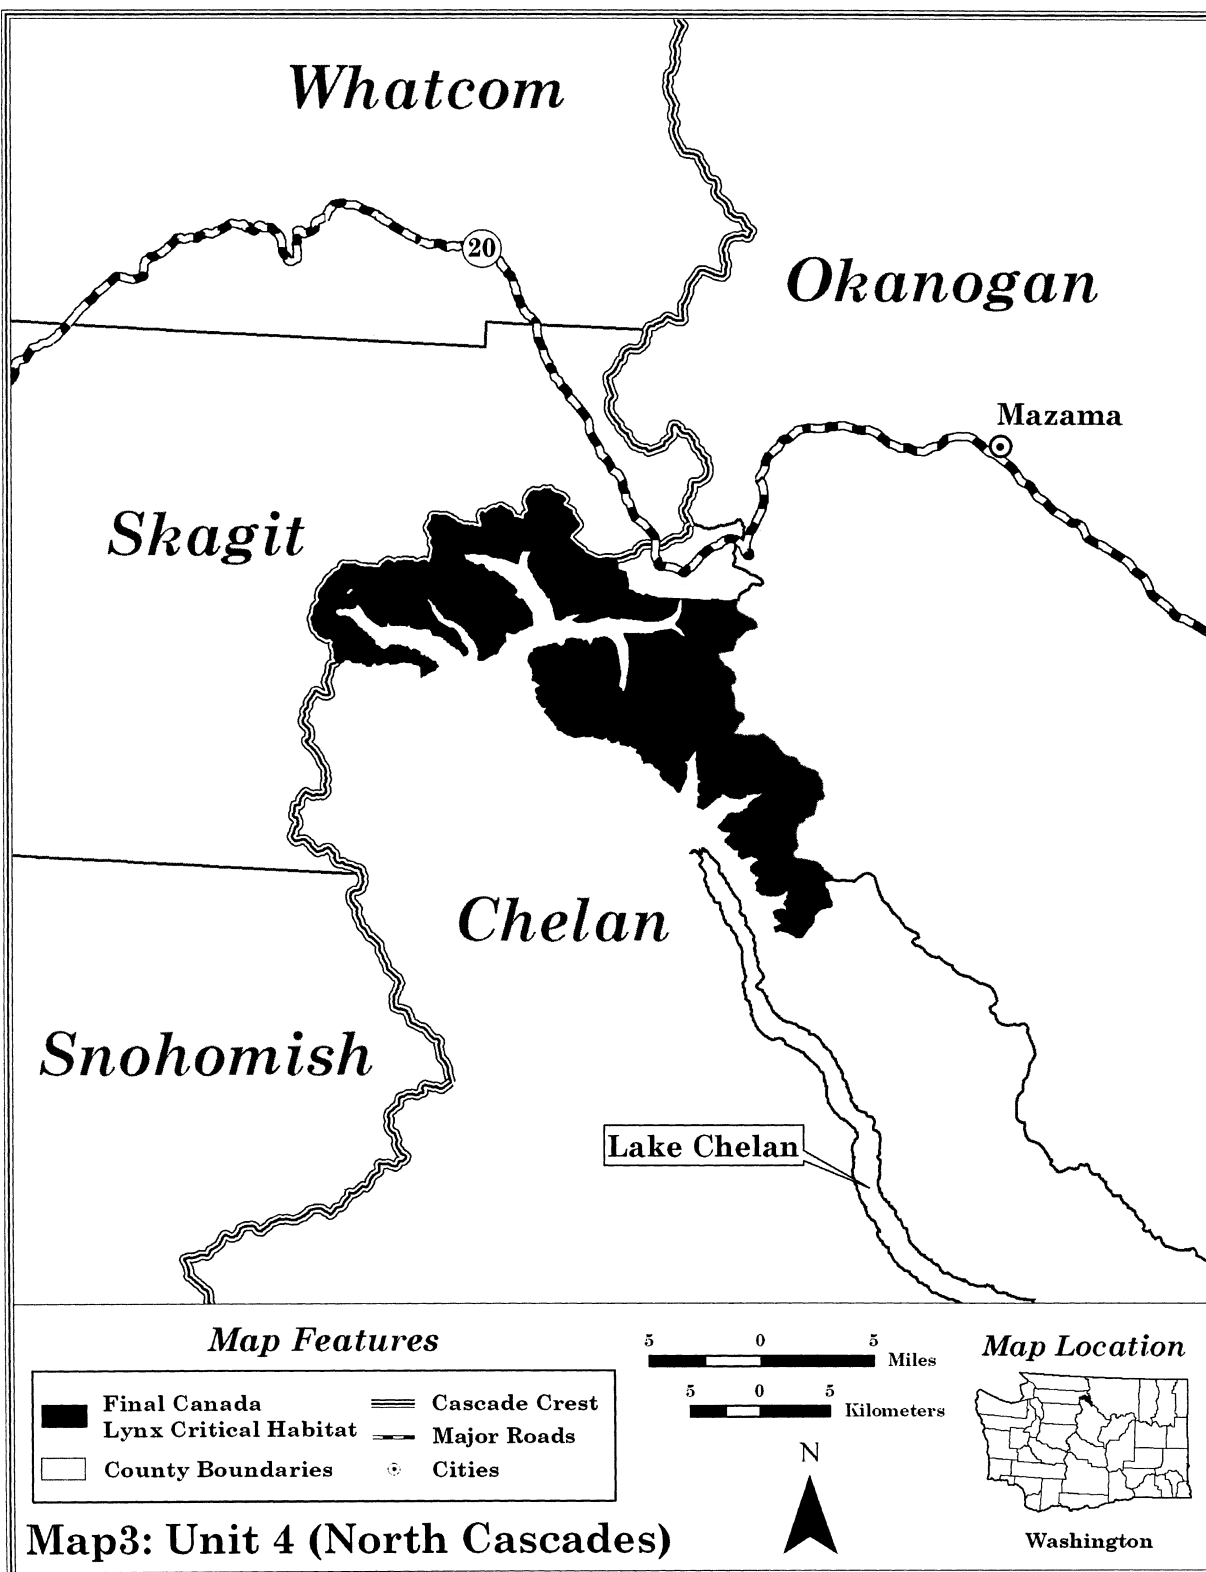 Whatcom
20
Okanogan
Mazama
Skagit
Chelan
Snohomish
Lake Chelan
Map Features
Final Canada
Lynx Critical Habitat
County Boundaries
Cascade Crest
Major Roads
Cities
5 0 5
Miles
5 0 5
Kilometers
N
Map Location
Washington
Map3: Unit 4 (North Cascades)